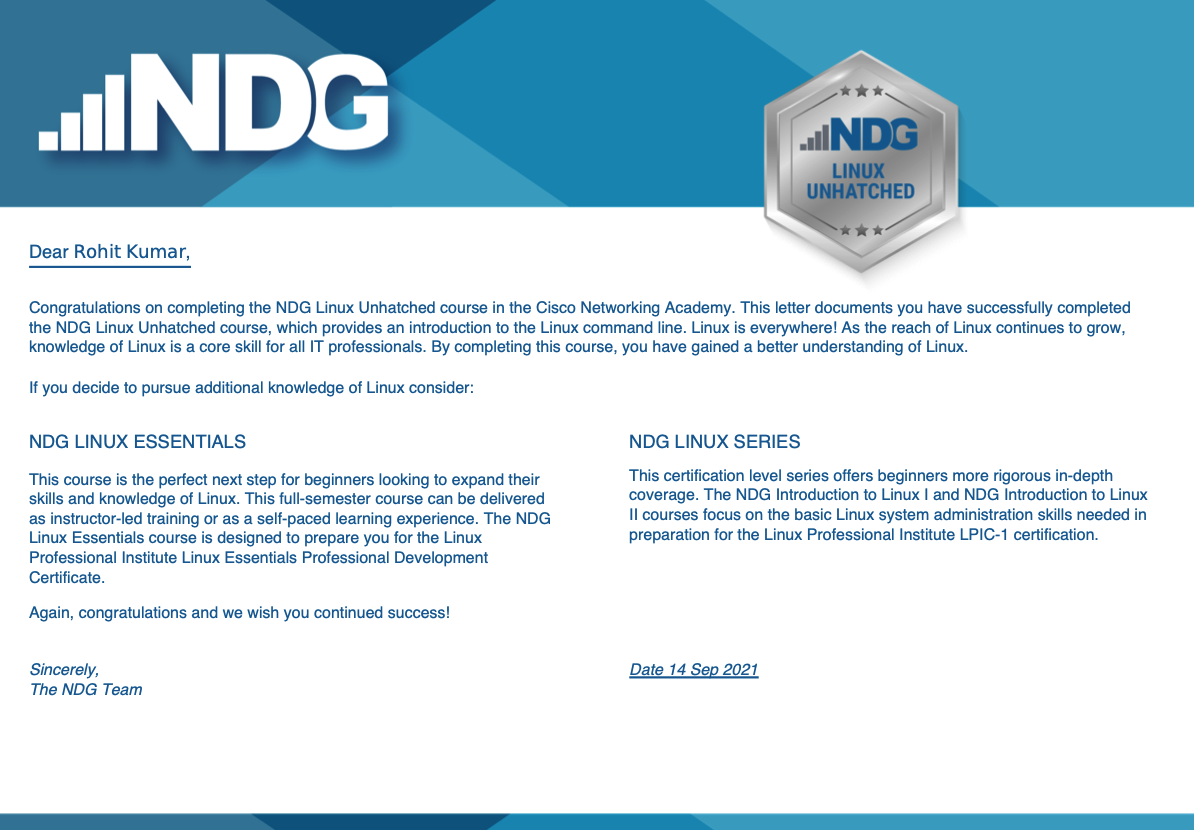 NDG
NDG
LINUX
UNHATCHED
Dear Rohit Kumar,
Congratulations on completing the NDG Linux Unhatched course in the Cisco Networking Academy. This letter documents you have successfully completed
the NDG Linux Unhatched course, which provides an introduction to the Linux command line. Linux is everywhere! As the reach of Linux continues to grow,
knowledge of Linux is a core skill for all IT professionals. By completing this course, you have gained a better understanding of Linux.
If you decide to pursue additional knowledge of Linux consider:
NDG LINUX ESSENTIALS
This course is the perfect next step for beginners looking to expand their
skills and knowledge of Linux. This full-semester course can be delivered
as instructor-led training or as a self-paced learning experience. The NDG
Linux Essentials course is designed to prepare you for the Linux
Professional Institute Linux Essentials Professional Development
Certificate.
Again, congratulations and we wish you continued success!
NDG LINUX SERIES
This certification level series offers beginners more rigorous in-depth
coverage. The NDG Introduction to Linux I and NDG Introduction to Linux
II courses focus on the basic Linux system administration skills needed in
preparation for the Linux Professional Institute LPIC-1 certification.
Sincerely,
The NDG Team
Date 14 Sep 2021